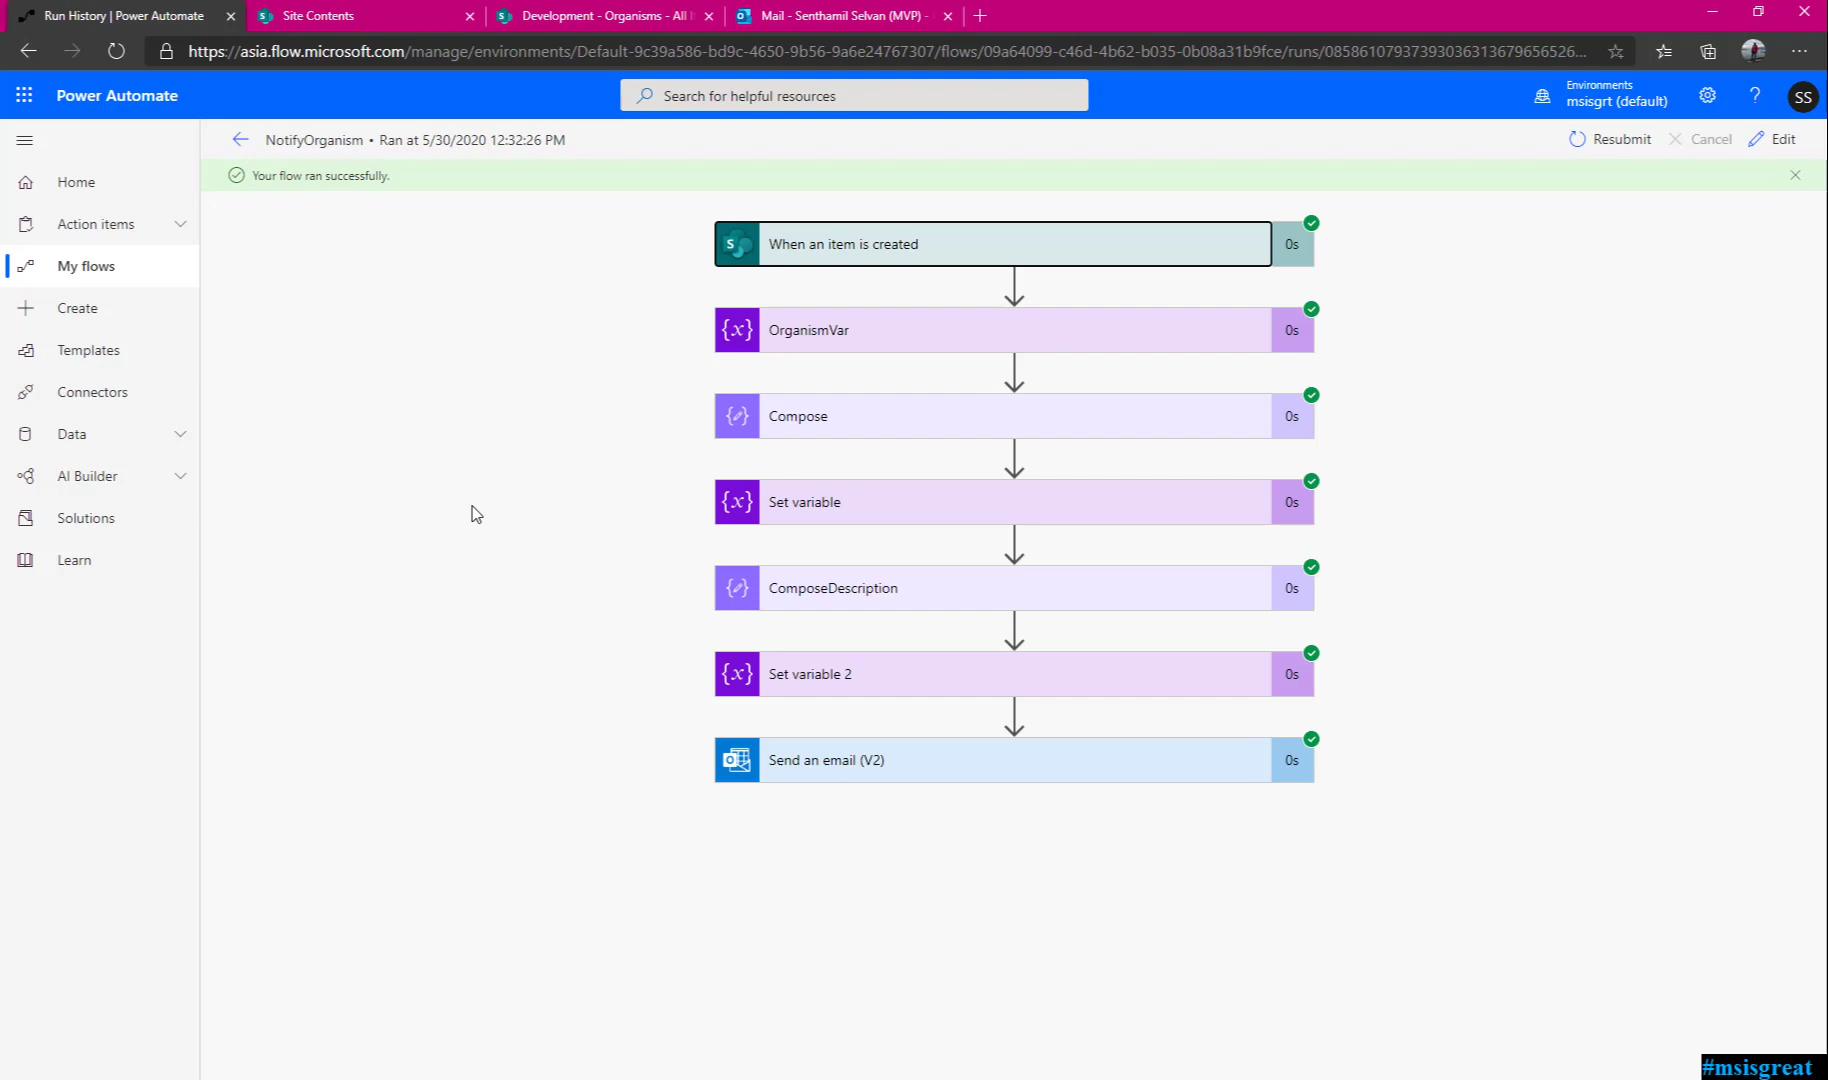 Run History | Power Automate
Site Contents
Development - Organisms - All
Mail - Senthamil Selvan (MVP) -
https://asia.flow.microsoft.com/manage/environments/Default-9c39a586-bd9c-4650-9b56-9a6e24767307/flows/09a64099-c46d-4b62-b035-0b08a31b9fce/runs/08586107937393036313679656526...
Power Automate
Search for helpful resources
Environments
msisgrt (default)
?
SS
NotifyOrganism • Ran at 5/30/2020 12:32:26 PM
Resubmit
Cancel
Edit
Your flow ran successfully.
Home
Action items
My flows
Create
Templates
Connectors
Data
AI Builder
Solutions
Learn
S
When an item is created
0s
{x}
OrganismVar
0s
Compose
0s
{x}
Set variable
0s
ComposeDescription
0s
{x}
Set variable 2
0s
Send an email (V2)
0s
#msisgreat